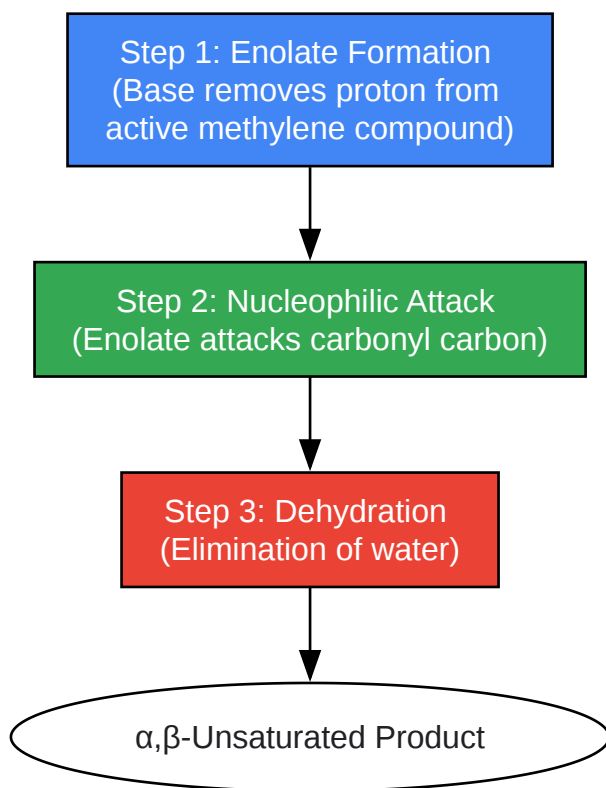 Step 1: Enolate Formation
(Base removes proton from
active methylene compound)
Step 2: Nucleophilic Attack
(Enolate attacks carbonyl carbon)
Step 3: Dehydration
(Elimination of water)
α,β-Unsaturated Product